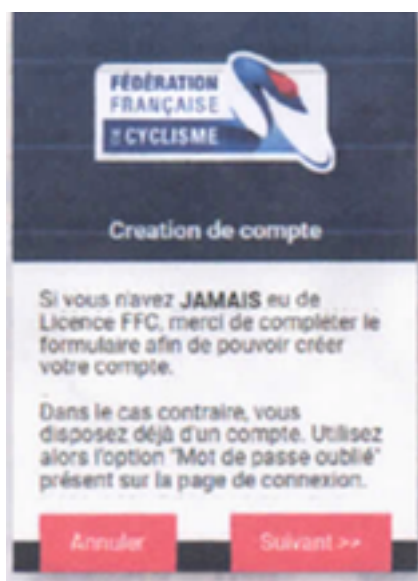 FÉDÉRATION
FRANÇAISE
DE CYCLISME
Creation de compte
Si vous n'avez JAMAIS eu de
Licence FFC, merci de compléter le
formulaire afin de pouvoir créer
votre compte.
Dans le cas contraire, vous
disposez déjà d'un compte. Utilisez
alors l'option "Mot de passe oublié"
présent sur la page de connexion.
Annuler
Suivant >>